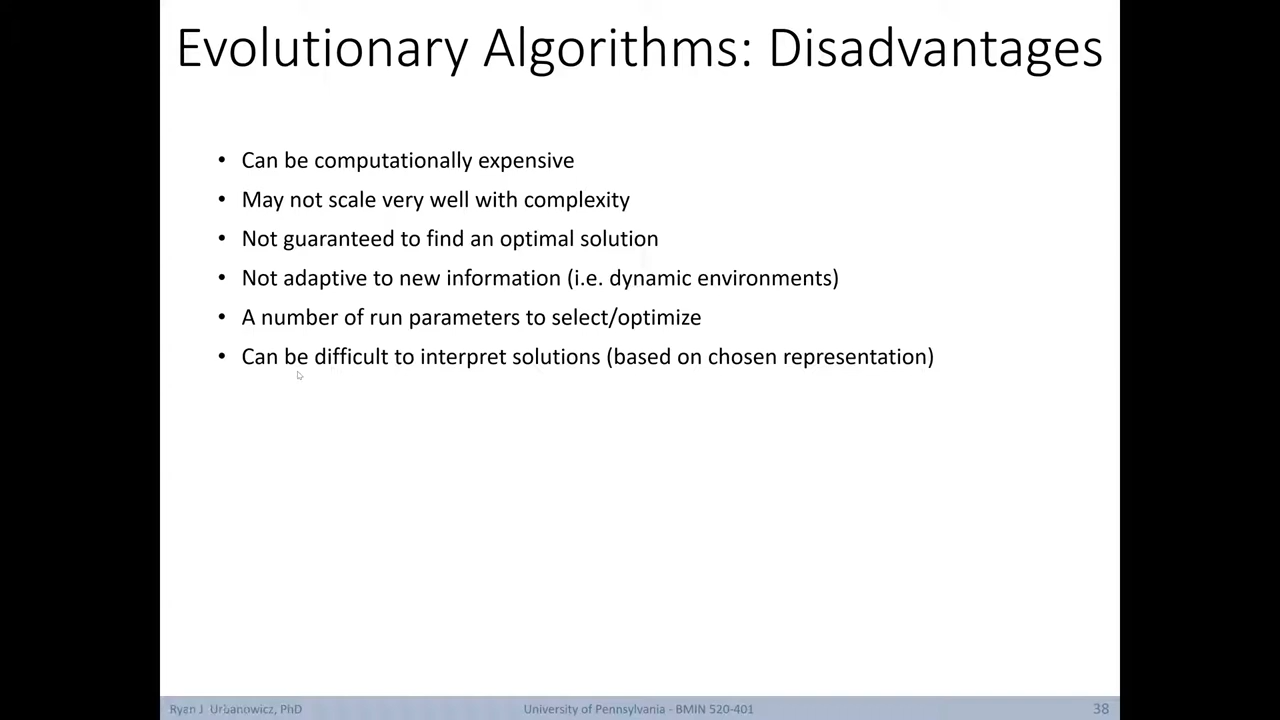 Evolutionary Algorithms: Disadvantages
• Can be computationally expensive
• May not scale very well with complexity
• Not guaranteed to find an optimal solution
• Not adaptive to new information (i.e. dynamic environments)
• A number of run parameters to select/optimize
• Can be difficult to interpret solutions (based on chosen representation)
Ryan J. Urbanowicz, PhD
University of Pennsylvania - BMIN 520-401
38